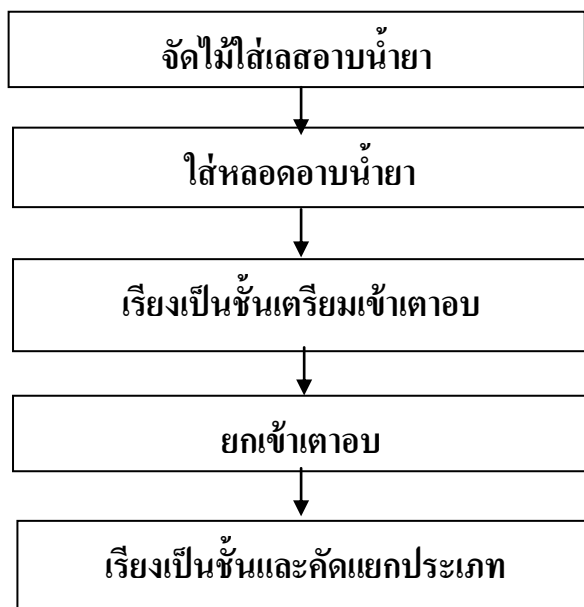 จัดไม้ใส่เลสอาบน้ำยา
ใส่หลอดอาบน้ำยา
เรียงเป็นชั้นเตรียมเข้าเตาอบ
ยกเข้าเตาอบ
เรียงเป็นชั้นและคัดแยกประเภท